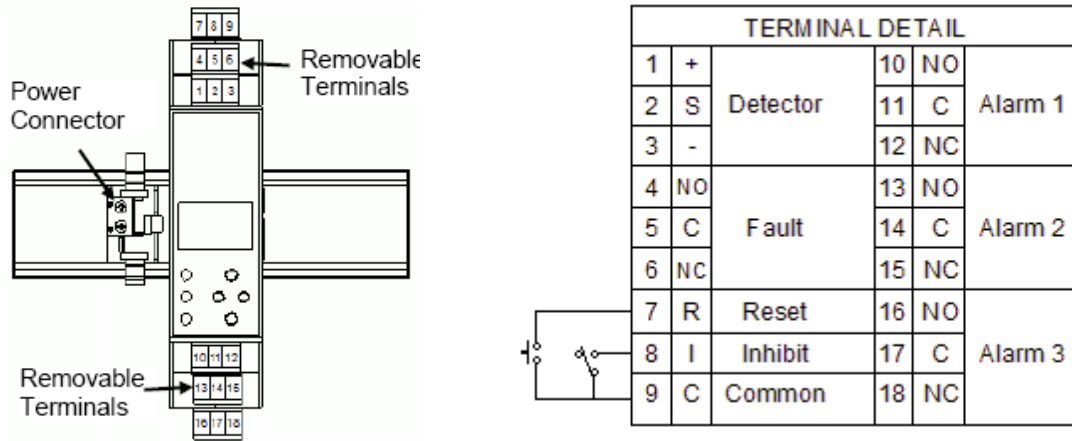 7 8 9
4 5 6
Removable
Terminals
1 2 3
Power
Connector
10 11 12
Removable
Terminals
13 14 15
16 17 18
TERMINAL DETAIL
1 + Detector 10 NO Alarm 1
2 S 11 C
3 - 12 NC
4 NO Fault 13 NO Alarm 2
5 C 14 C
6 NC 15 NC
7 R Reset 16 NO Alarm 3
8 I Inhibit 17 C
9 C Common 18 NC